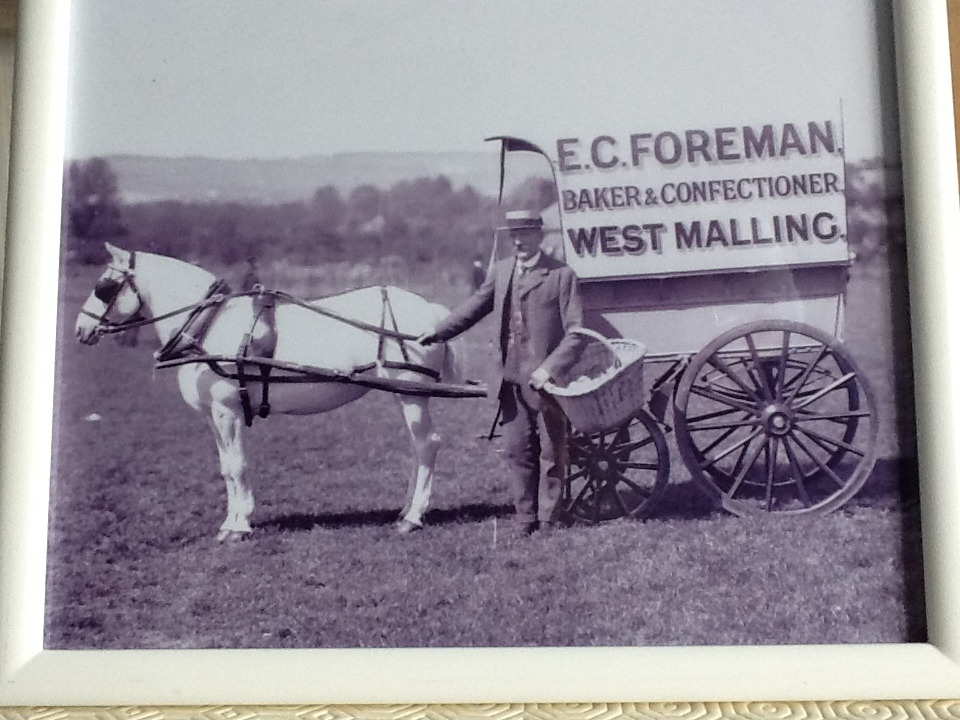 E.C.FOREMAN.
BAKER & CONFECTIONER.
WEST MALLING.